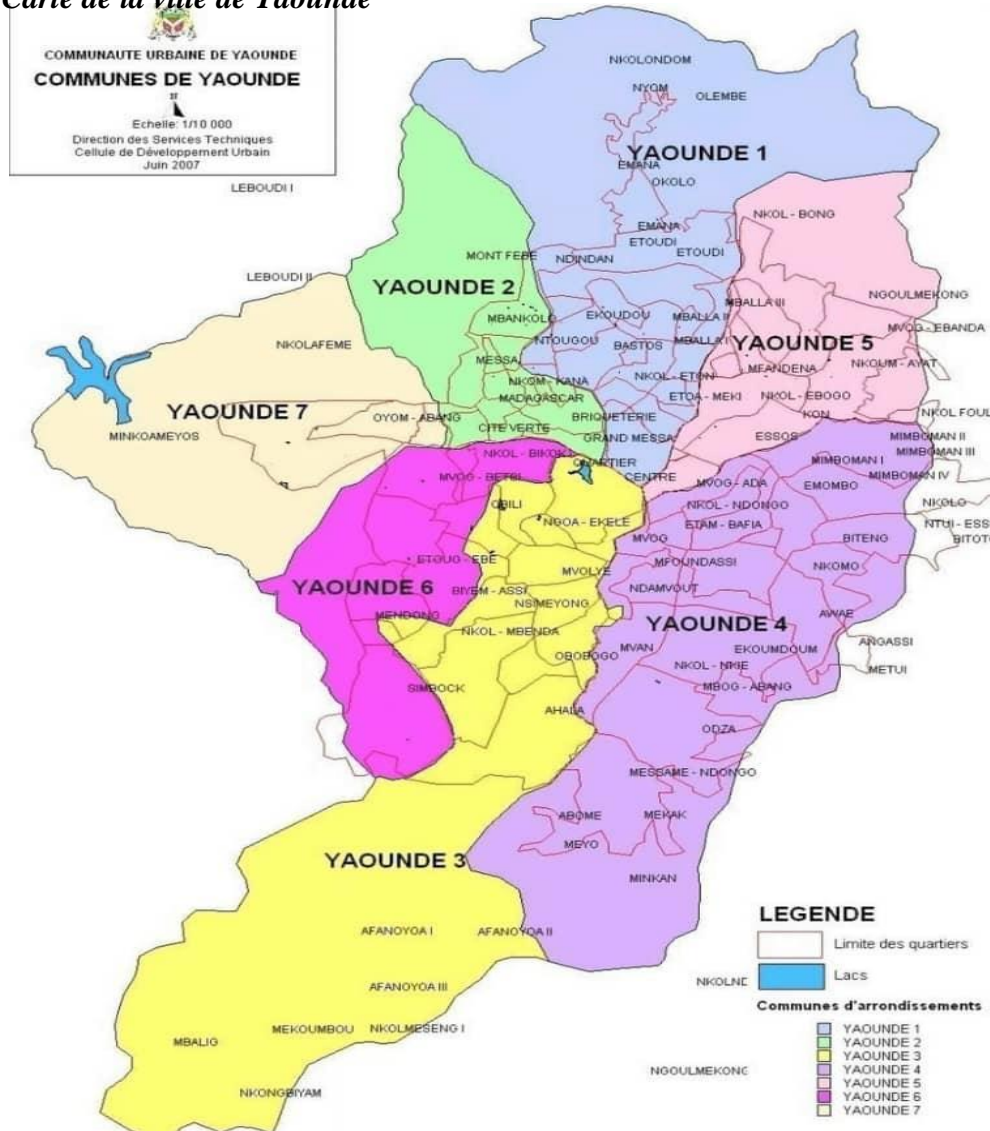 Carte de la ville de Yaoundé
COMMUNAUTE URBAINE DE YAOUNDE
COMMUNES DE YAOUNDE
Echelle: 1/10 000
Direction des Services Techniques
Cellule de Développement Urbain
Juin 2007
NKOLONDOM
NYOM
OLEMBE
YAOUNDE 1
EMANA
OKOLO
LEBOUDI I
NKOL - BONG
EMANA
ETOUDI
ETOUDI
MONT FEBE
NDINDAN
LEBOUDI II
YAOUNDE 2
NGOULMEKONG
MBALLA III
MBANKOLO
EKOUDOU
MBALLA II
MVOG - EBANDA
NKOLAFEME
NTOUGOU
BASTOS
MBALLA I
YAOUNDE 5
MESSA
MFANDENA
NKOUM - AYAT
NKOM - KANA
NKOL - ETON
MADAGASCAR
ETOA - MEKI
NKOL - EBOGO
YAOUNDE 7
OYOM - ABANG
BRIQUETERIE
KON
NKOL FOUL
CITE VERTE
MINKOAMEYOS
GRAND MESSA
ESSOS
MIMBOMAN II
NKOL - BIKOK
MIMBOMAN III
QUARTIER
MIMBOMAN I
MVOG - BETSI
CENTRE
MVOG - ADA
EMOMBO
MIMBOMAN IV
OBILI
NKOL - NDONGO
NKOLO
NGOA - EKELE
ETAM - BAFIA
NTUI - ESS
MVOG
BITENG
BITOT
ETOUG - EBE
MFOUNDASSI
NKOMO
MVOLYE
YAOUNDE 6
BIYEM - ASSI
NDAMVOUT
NSIMEYONG
MENDONG
AWAE
YAOUNDE 4
NKOL - MBENDA
ANGASSI
OBOBOGO
MVAN
EKOUMDOUM
NKOL - NKIE
METUI
SIMBOCK
MBOG - ABANG
AHALA
ODZA
MESSAME - NDONGO
ABOME
MEKAK
MEYO
YAOUNDE 3
MINKAN
LEGENDE
AFANOYOA I
AFANOYOA II
Limite des quartiers
Lacs
NKOLNE
AFANOYOA III
Communes d'arrondissements
MEKOUMBOU
NKOLMESENG I
YAOUNDE 1
MBALIG
YAOUNDE 2
YAOUNDE 3
YAOUNDE 4
NGOULMEKONG
YAOUNDE 5
NKONGBIYAM
YAOUNDE 6
YAOUNDE 7